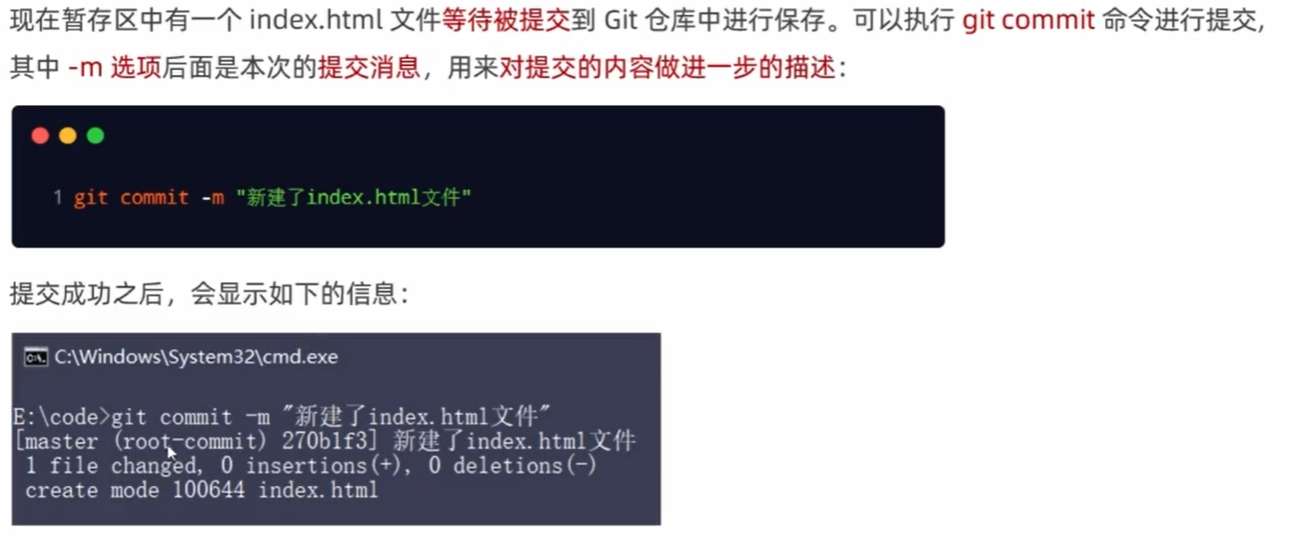 现在暂存区中有一个 index.html 文件等待被提交到 Git 仓库中进行保存。可以执行 git commit 命令进行提交,
其中 -m 选项后面是本次的提交消息，用来对提交的内容做进一步的描述：
1 git commit -m "新建了index.html文件"
提交成功之后，会显示如下的信息：
C:\Windows\System32\cmd.exe
E:\code>git commit -m "新建了index.html文件"
[master (root-commit) 270b1f3] 新建了index.html文件
1 file changed, 0 insertions(+), 0 deletions(-)
create mode 100644 index.html